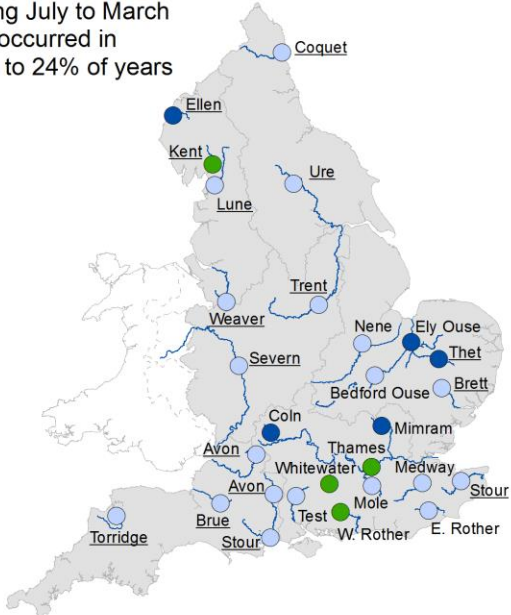 ng July to March
occurred in
to 24% of years
Coquet
Ellen
Kent
Ure
Lune
Trent
Weaver
Nene
Ely Ouse
Thet
Severn
Bedford Ouse
Brett
Coln
Mimram
Avon
Thames
Whitewater
Medway
Avon
Stour
Mole
Test
Brue
E. Rother
W. Rother
Torridge
Stour